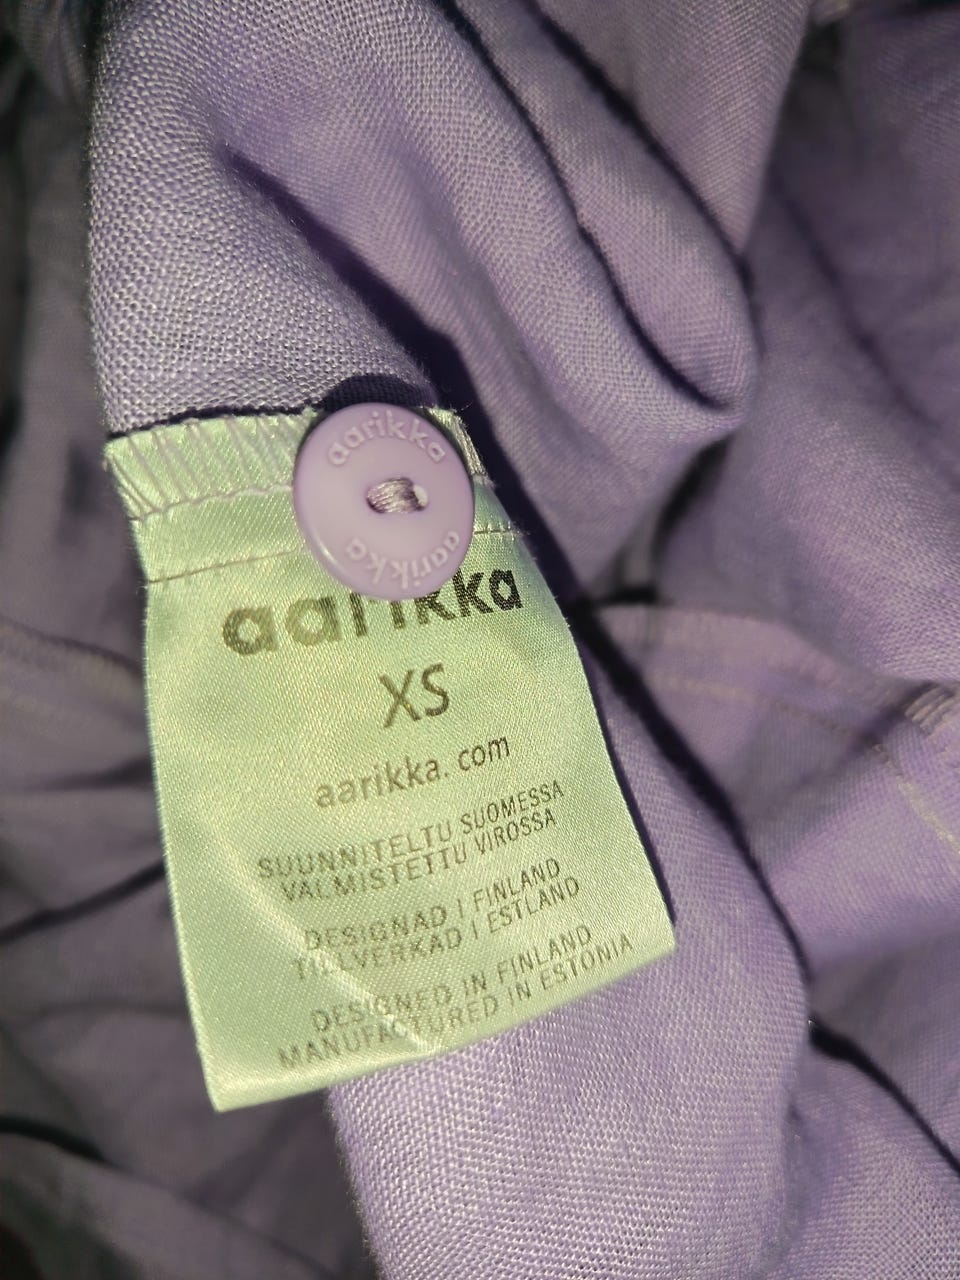 aarikka
aarikka
aarikka
XS
aarikka.com
SUUNNITELTU SUOMESSA
VALMISTETTU VIROSSA
DESIGNAD I FINLAND
TILLVERKAD I ESTLAND
DESIGNED IN FINLAND
MANUFACTURED IN ESTONIA